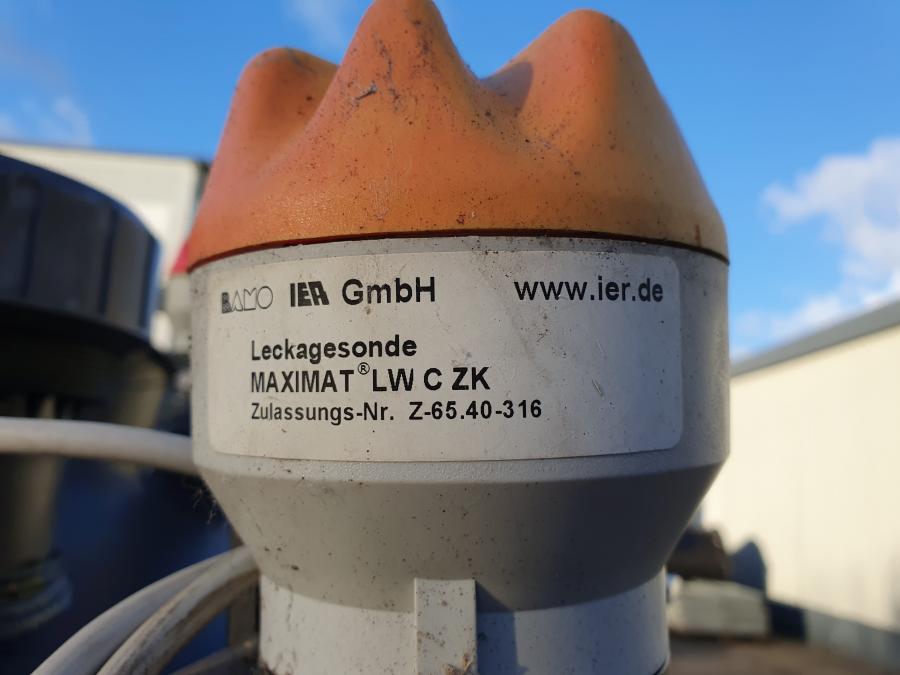 BAMO IER GmbH www.ier.de
Leckagesonde
MAXIMAT® LW C ZK
Zulassungs-Nr. Z-65.40-316